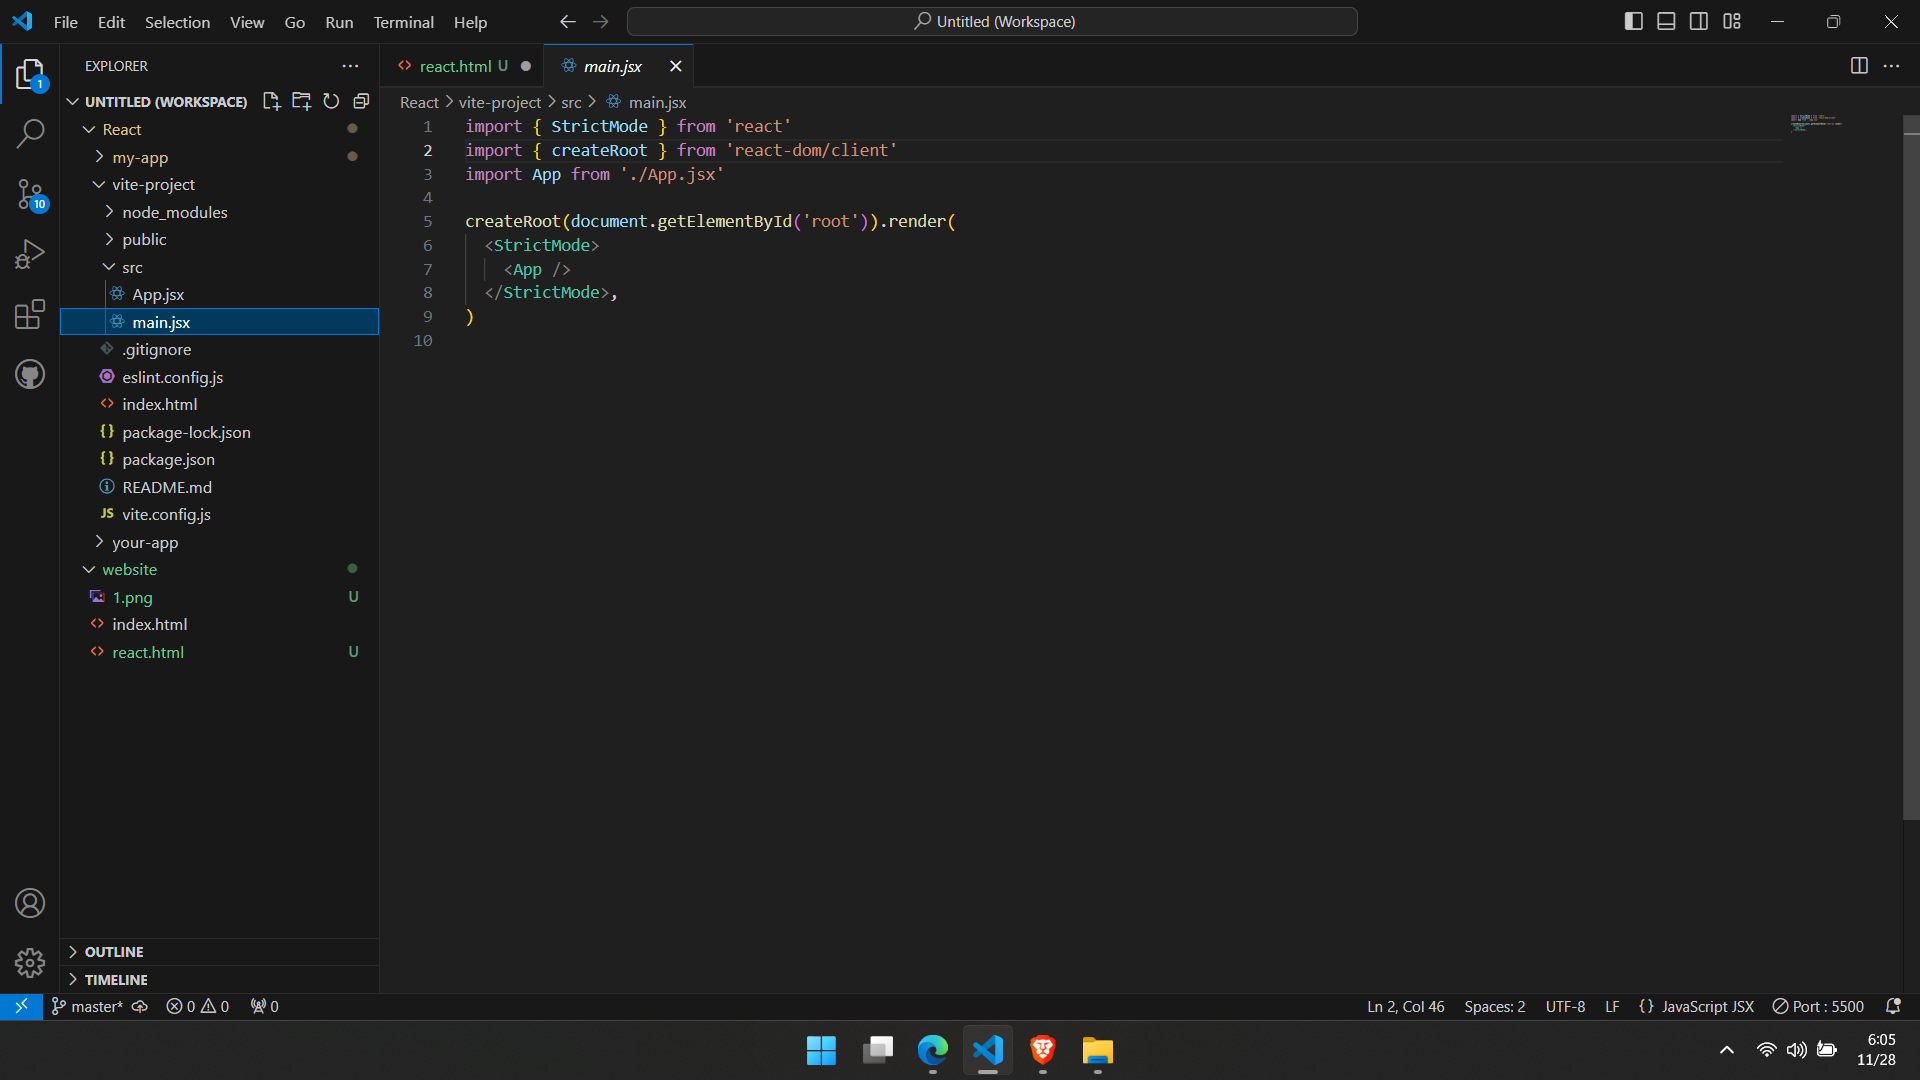 File Edit Selection View Go Run Terminal Help
Untitled (Workspace)
EXPLORER
1
UNTITLED (WORKSPACE)
React
my-app
vite-project
node_modules
public
src
App.jsx
main.jsx
.gitignore
eslint.config.js
index.html
{} package-lock.json
{} package.json
README.md
JS vite.config.js
your-app
website
1.png U
index.html
react.html U
10
OUTLINE
TIMELINE
react.html U
main.jsx
React > vite-project > src > main.jsx
1 import { StrictMode } from 'react'
2 import { createRoot } from 'react-dom/client'
3 import App from './App.jsx'
4
5 createRoot(document.getElementById('root')).render(
6 <StrictMode>
7 <App />
8 </StrictMode>,
9 )
10
master* 0 0 0
Ln 2, Col 46 Spaces: 2 UTF-8 LF {} JavaScript JSX Port : 5500
6:05
11/28